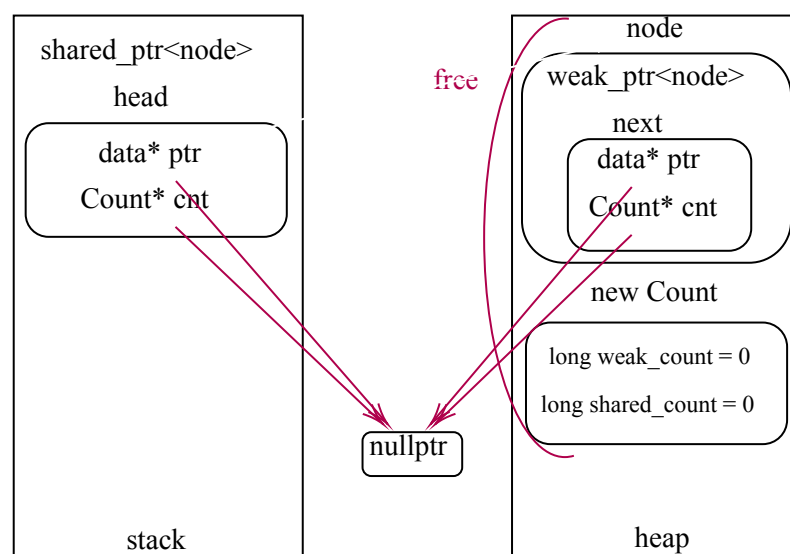 shared_ptr<node>
head
data* ptr
Count* cnt
stack
free
nullptr
node
weak_ptr<node>
next
data* ptr
Count* cnt
new Count
long weak_count = 0
long shared_count = 0
heap